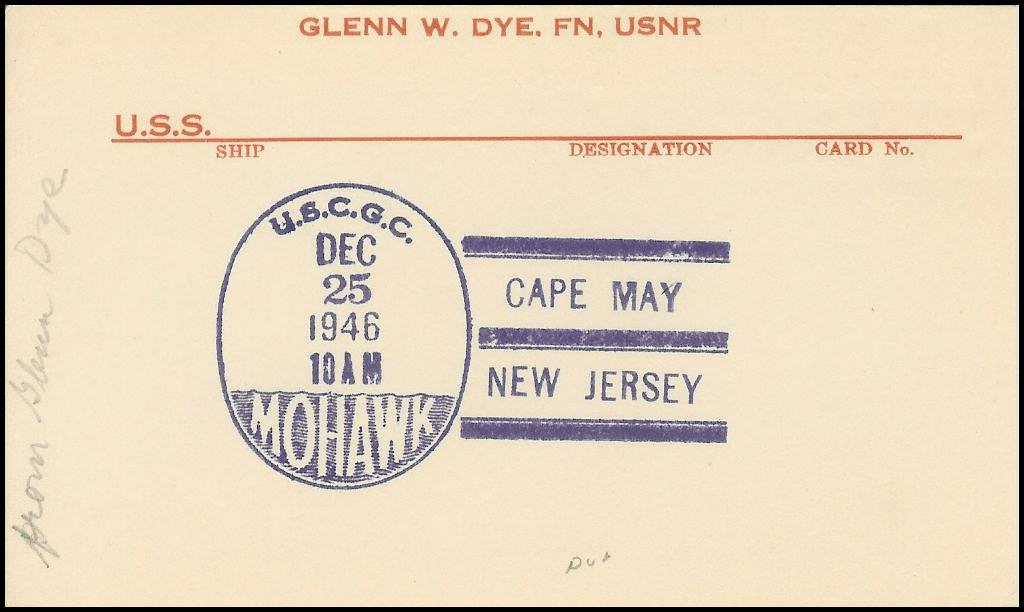 GLENN W. DYE, FN, USNR
U.S.S.
SHIP DESIGNATION CARD No.
U.S.C.G.C.
DEC
25
1946
10 AM
MOHAWK
CAPE MAY
NEW JERSEY
From Glenn Dye